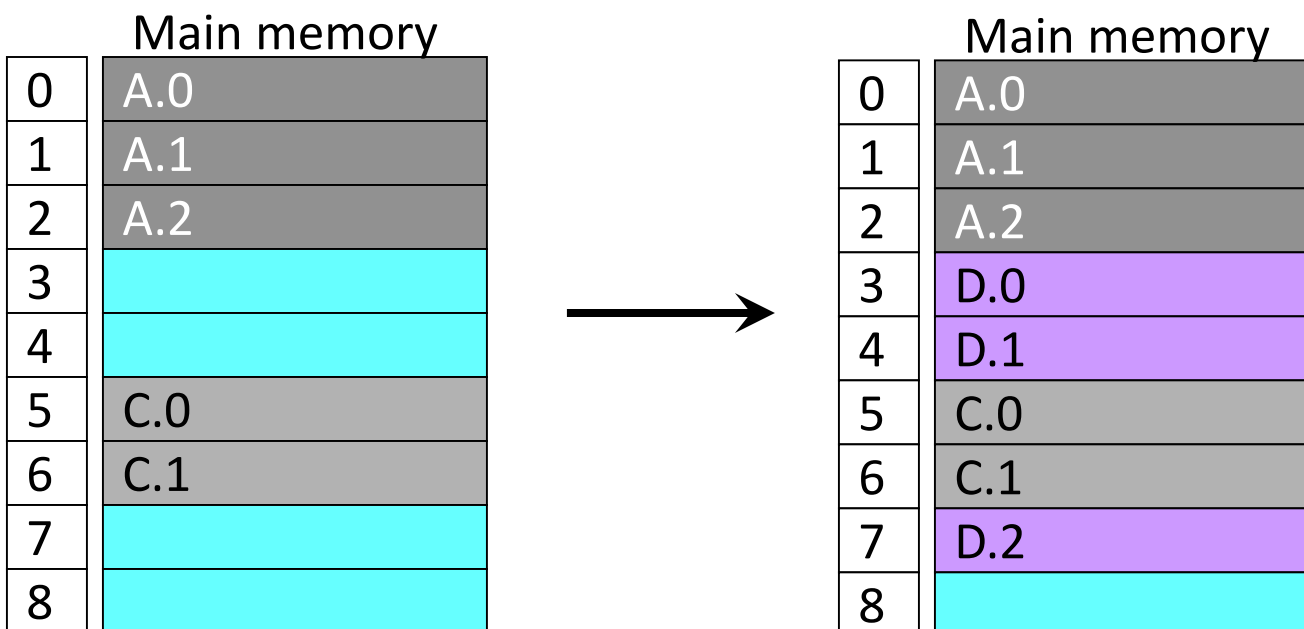 Main memory
0 A.0
1 A.1
2 A.2
3
4
5 C.0
6 C.1
7
8
Main memory
0 A.0
1 A.1
2 A.2
3 D.0
4 D.1
5 C.0
6 C.1
7 D.2
8